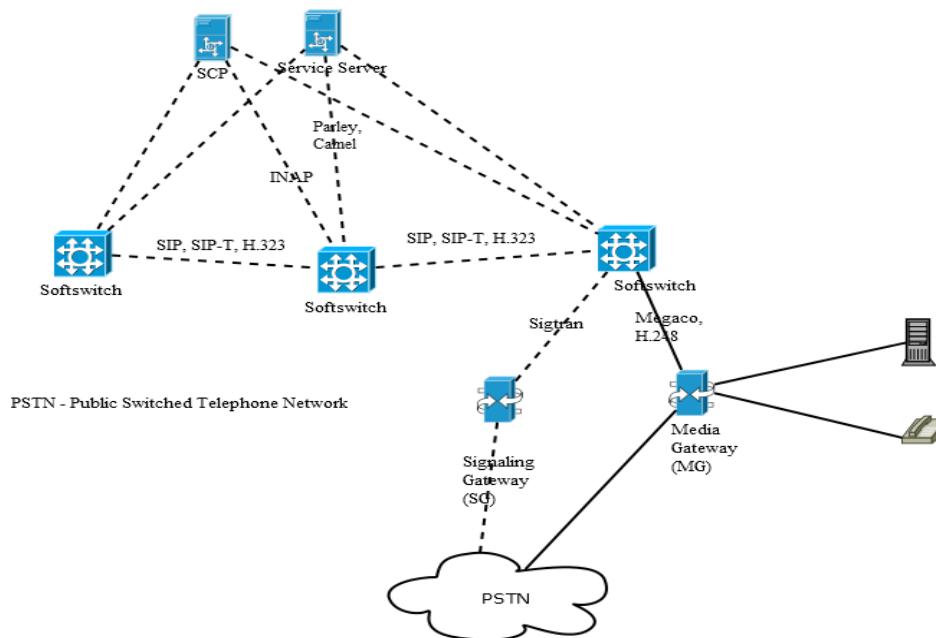 SCP
Service Server
Parley,
Camel
INAP
SIP, SIP-T, H.323
SIP, SIP-T, H.323
Softswitch
Softswitch
Softswitch
Sigtran
Megaco,
H.248
PSTN - Public Switched Telephone Network
Signaling
Gateway
(SG)
Media
Gateway
(MG)
PSTN